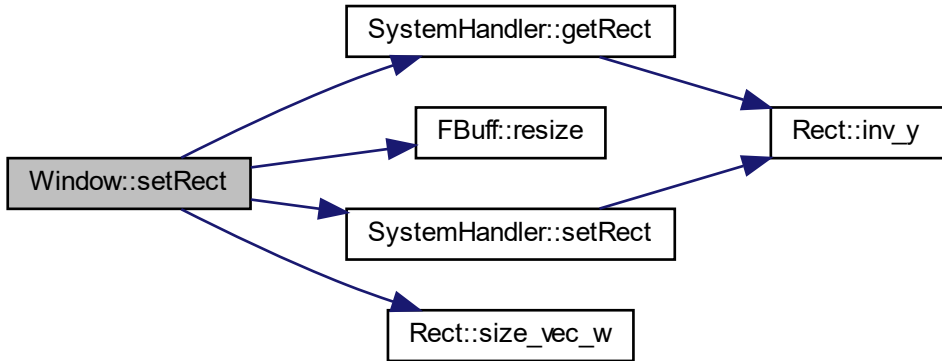 SystemHandler::getRect
FBuff::resize
Rect::inv_y
Window::setRect
SystemHandler::setRect
Rect::size_vec_w